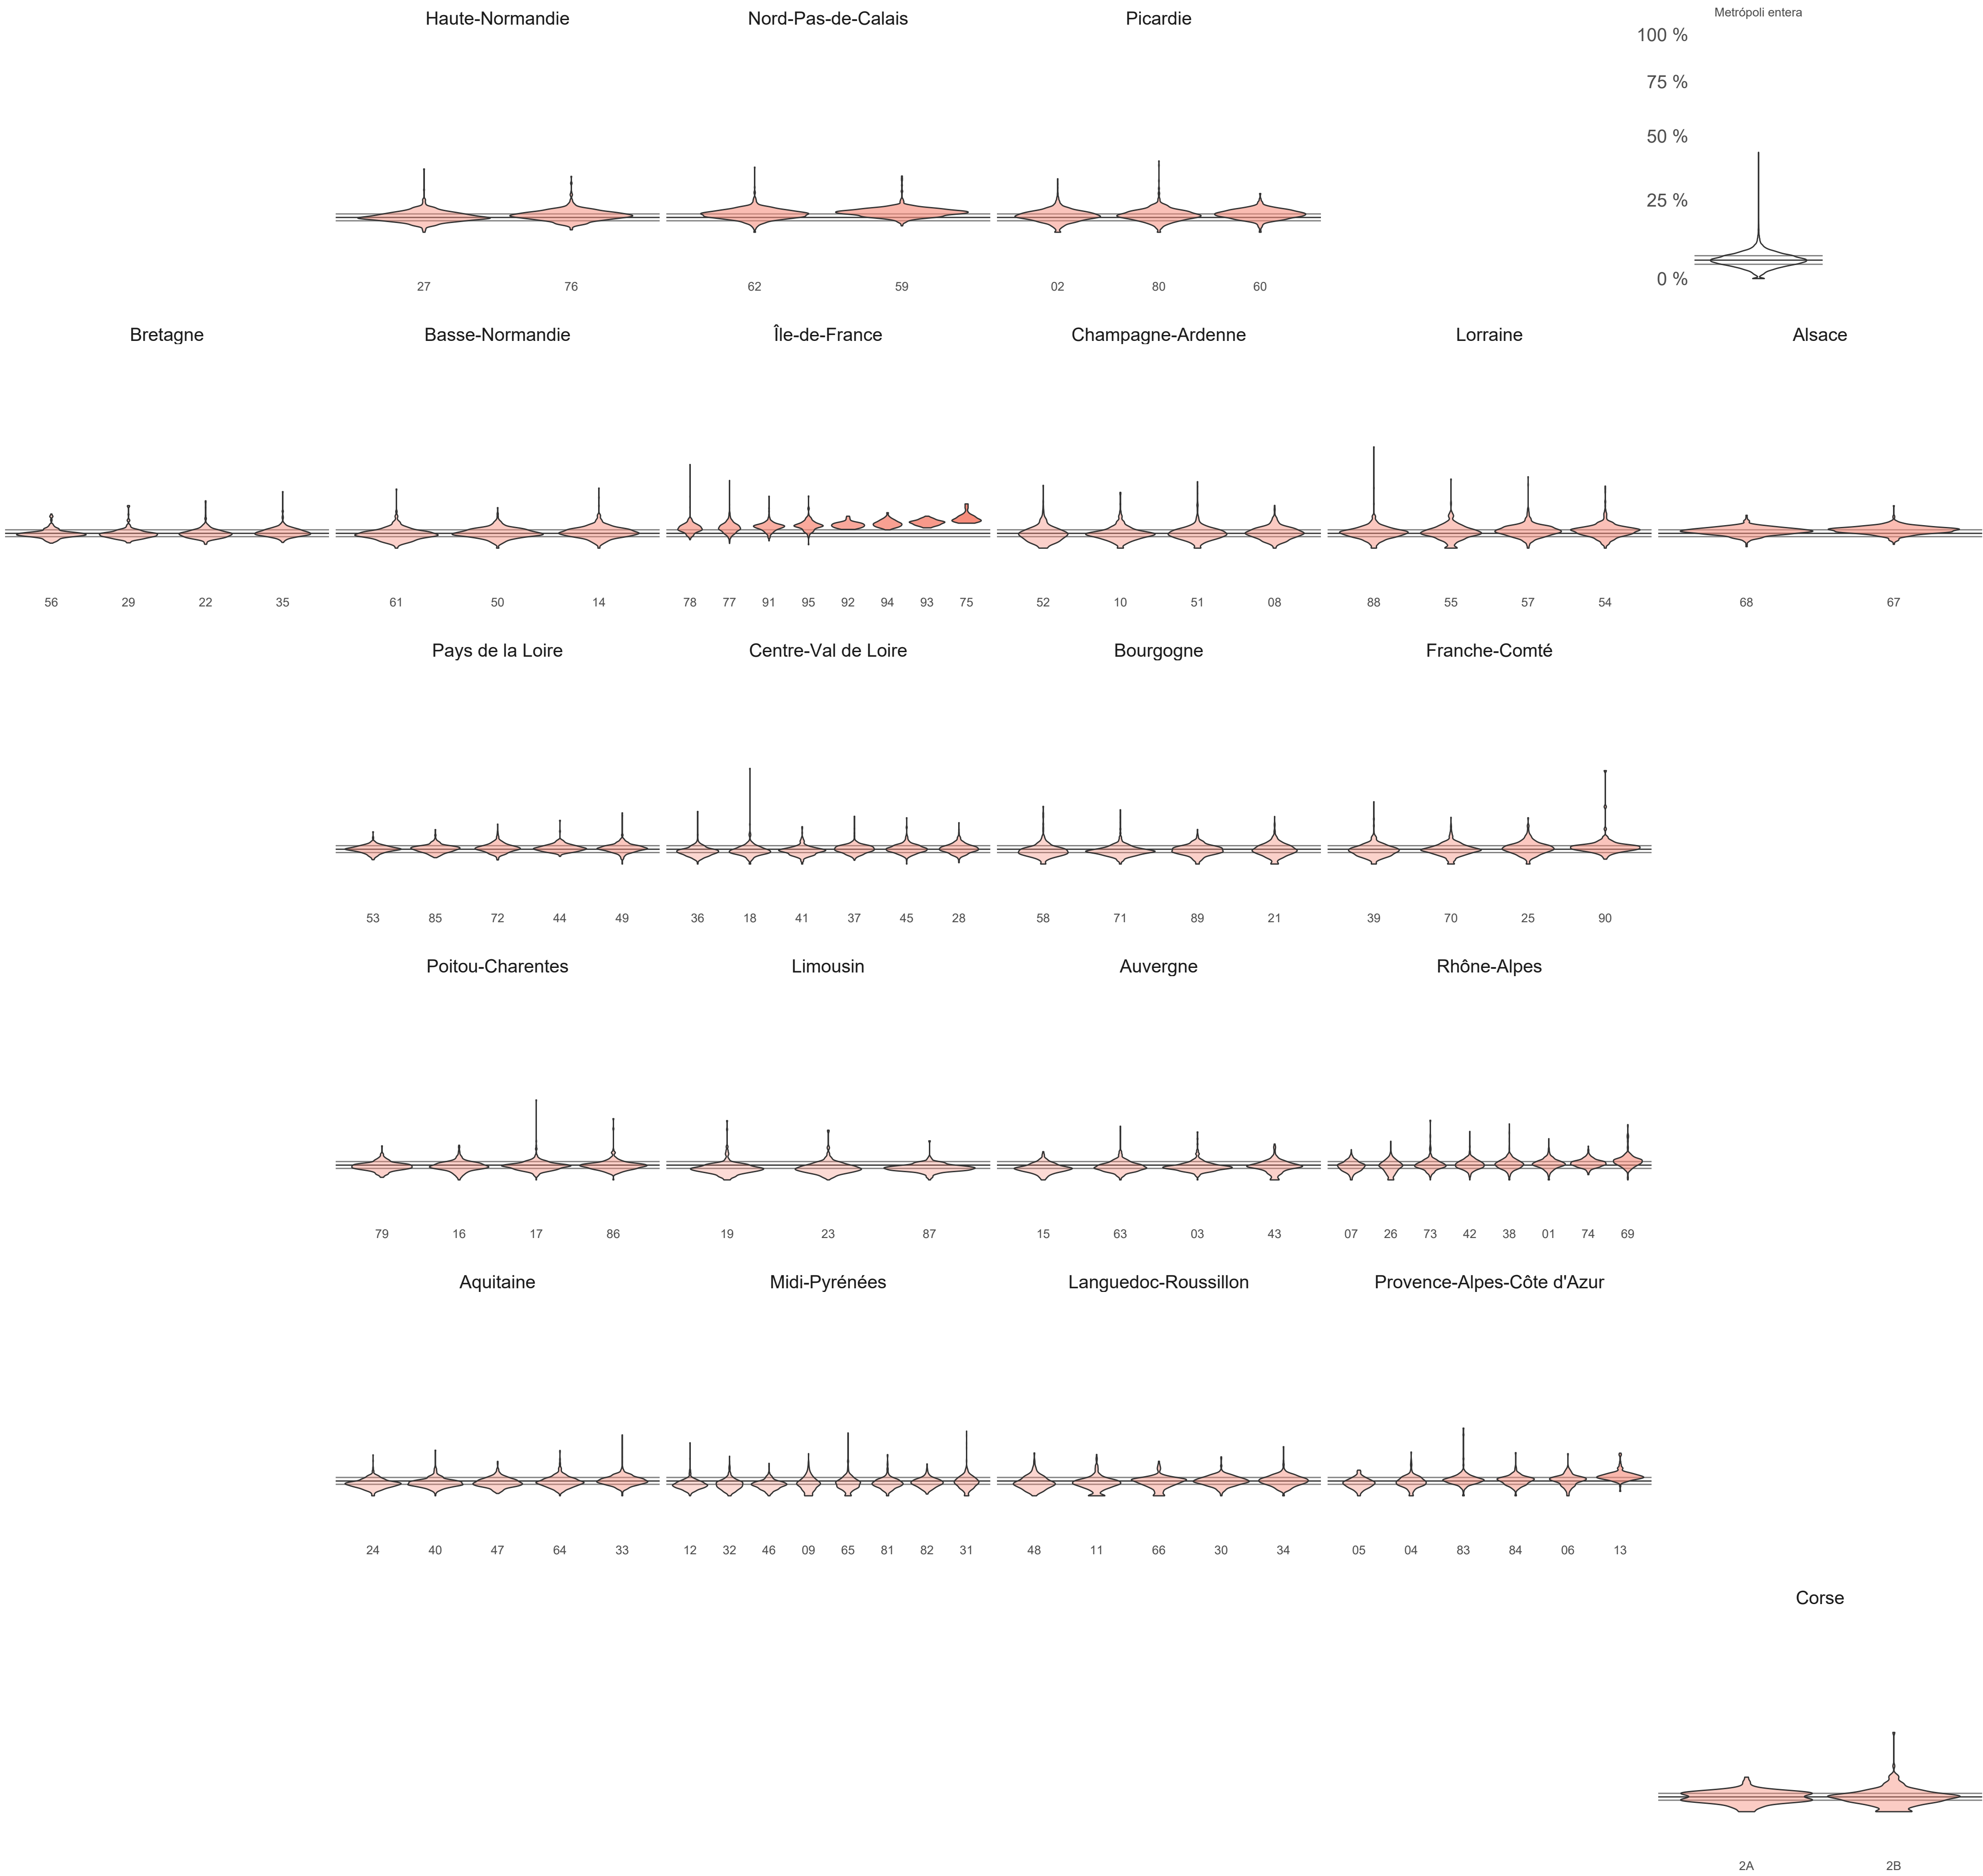 Haute-Normandie Nord-Pas-de-Calais Picardie Metrópoli entera
100 %
75 %
50 %
25 %
0 %
27 76 62 59 02 80 60
Bretagne Basse-Normandie Île-de-France Champagne-Ardenne Lorraine Alsace
56 29 22 35 61 50 14 78 77 91 95 92 94 93 75 52 10 51 08 88 55 57 54 68 67
Pays de la Loire Centre-Val de Loire Bourgogne Franche-Comté
53 85 72 44 49 36 18 41 37 45 28 58 71 89 21 39 70 25 90
Poitou-Charentes Limousin Auvergne Rhône-Alpes
79 16 17 86 19 23 87 15 63 03 43 07 26 73 42 38 01 74 69
Aquitaine Midi-Pyrénées Languedoc-Roussillon Provence-Alpes-Côte d'Azur
24 40 47 64 33 12 32 46 09 65 81 82 31 48 11 66 30 34 05 04 83 84 06 13
Corse
2A 2B